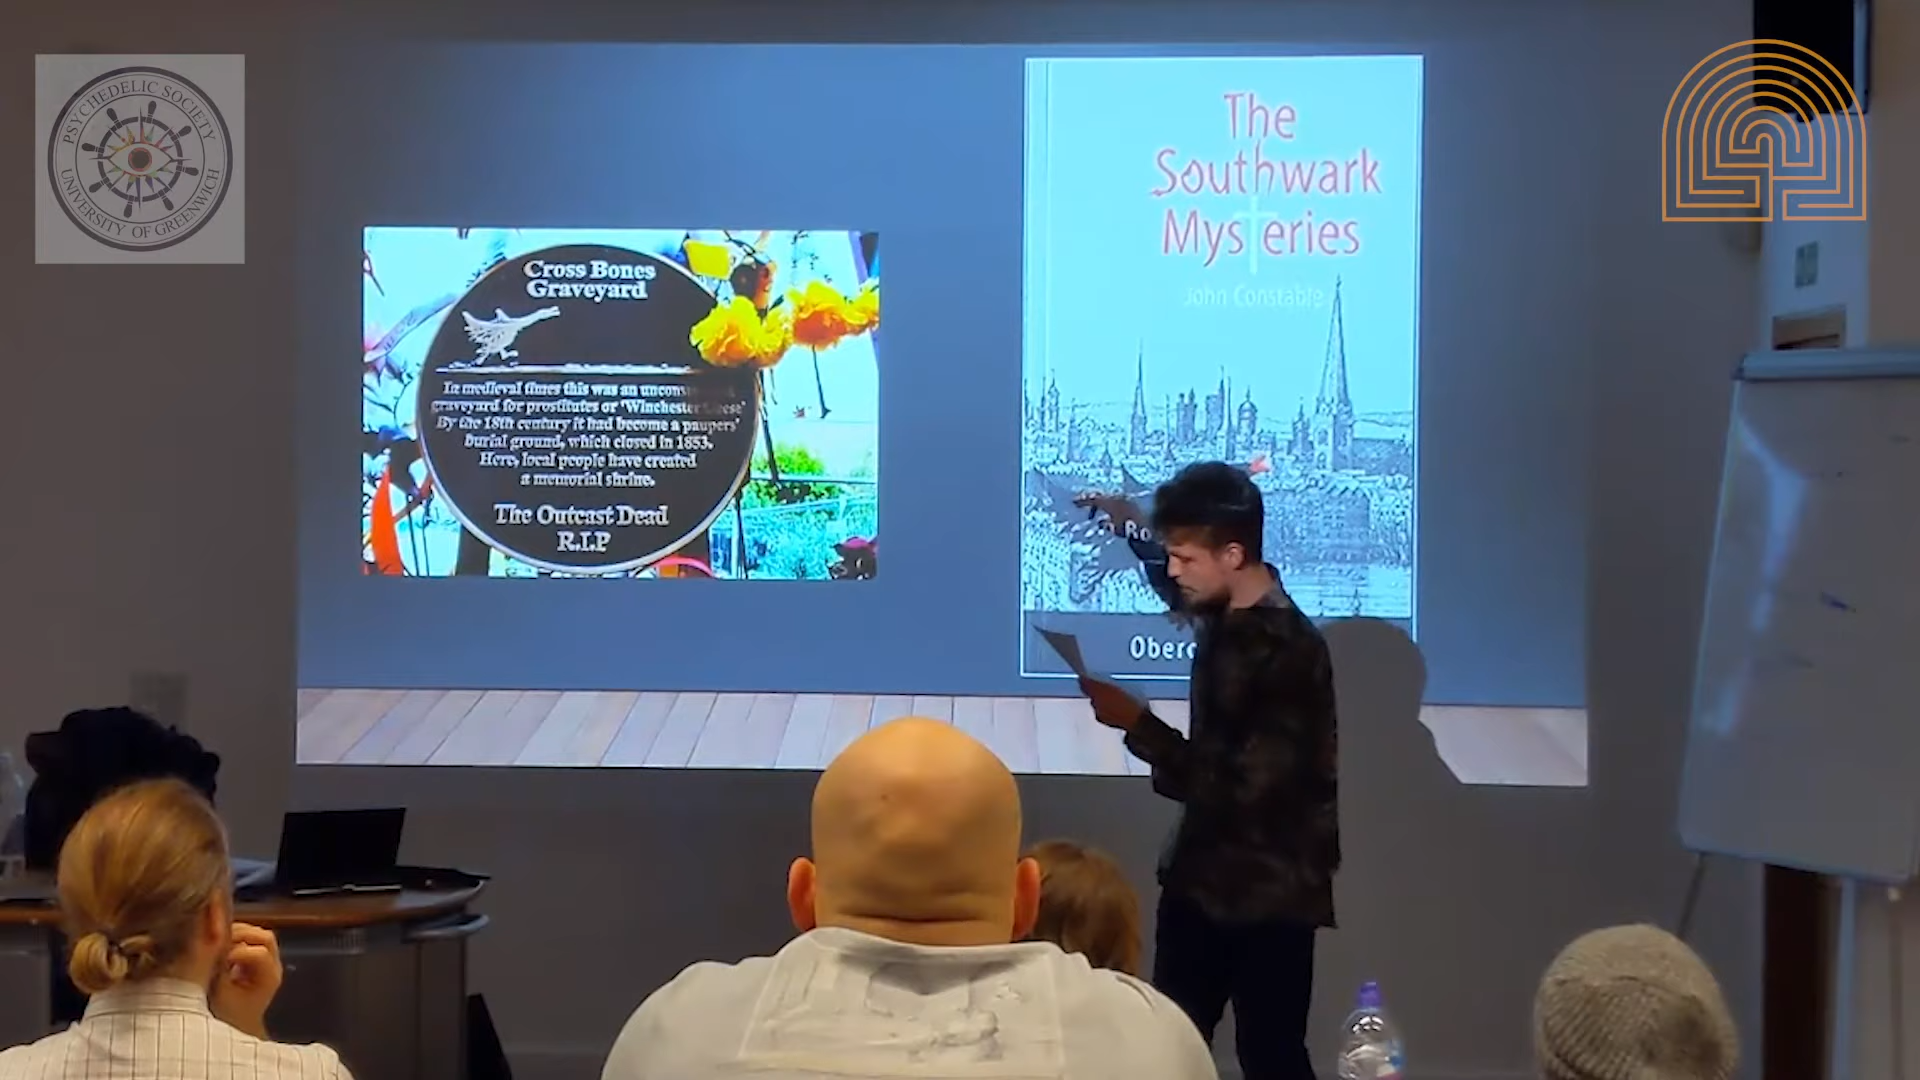 PSYCHEDELIC SOCIETY
UNIVERSITY OF GREENWICH
Cross Bones
Graveyard
In medieval times this was an
graveyard for prostitutes or 'Winchester
By the 18th century it had become a paupers'
burial ground, which closed in 1853.
Here, local people have created
a memorial shrine.
The Outcast Dead
R.I.P
The
Southwark
Mysteries
John Constable